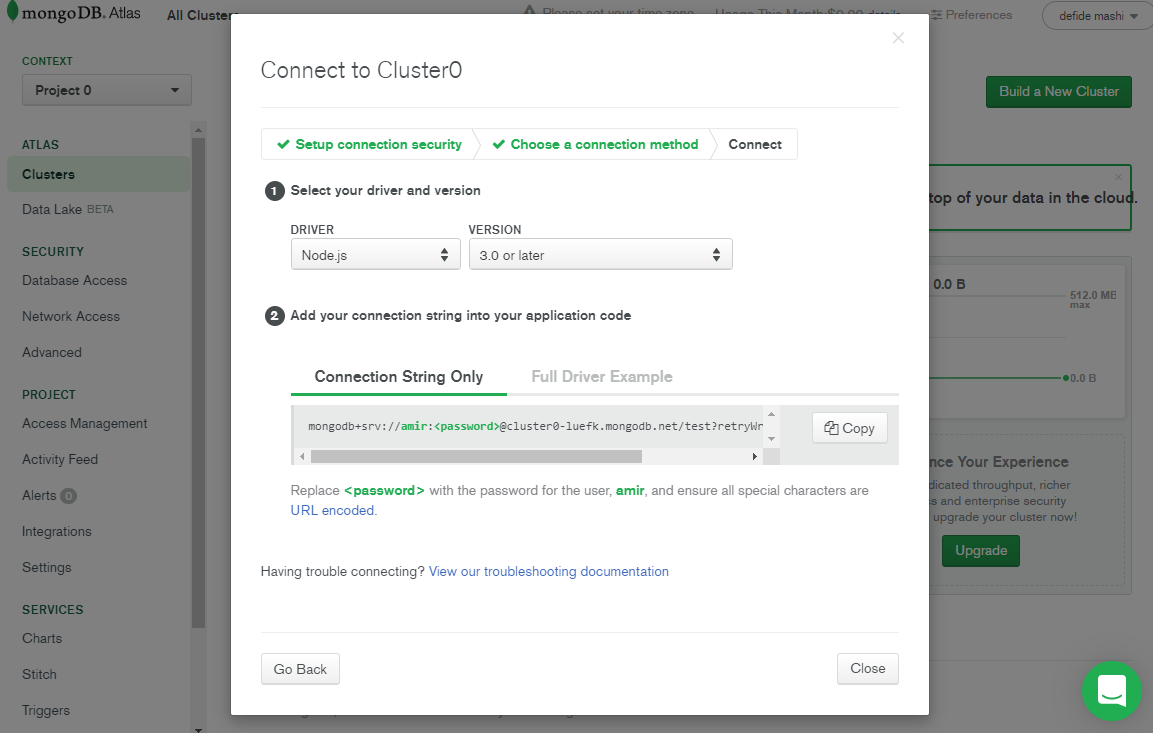 mongoDB. Atlas
All Clusters
Please set your time zone
Usage This Month:$0.00 details
Preferences
defide mashi
CONTEXT
Project 0
Build a New Cluster
ATLAS
Clusters
Data Lake BETA
SECURITY
Database Access
Network Access
Advanced
PROJECT
Access Management
Activity Feed
Alerts 0
Integrations
Settings
SERVICES
Charts
Stitch
Triggers
Connect to Cluster0
Setup connection security
Choose a connection method
Connect
1 Select your driver and version
DRIVER
VERSION
Node.js
3.0 or later
2 Add your connection string into your application code
Connection String Only
Full Driver Example
mongodb+srv://amir:<password>@cluster0-luefk.mongodb.net/test?retryWr
Copy
Replace <password> with the password for the user, amir, and ensure all special characters are
URL encoded.
Having trouble connecting? View our troubleshooting documentation
Go Back
Close
top of your data in the cloud.
0.0 B
512.0 MB
max
0.0 B
nce Your Experience
dicated throughput, richer
s and enterprise security
upgrade your cluster now!
Upgrade